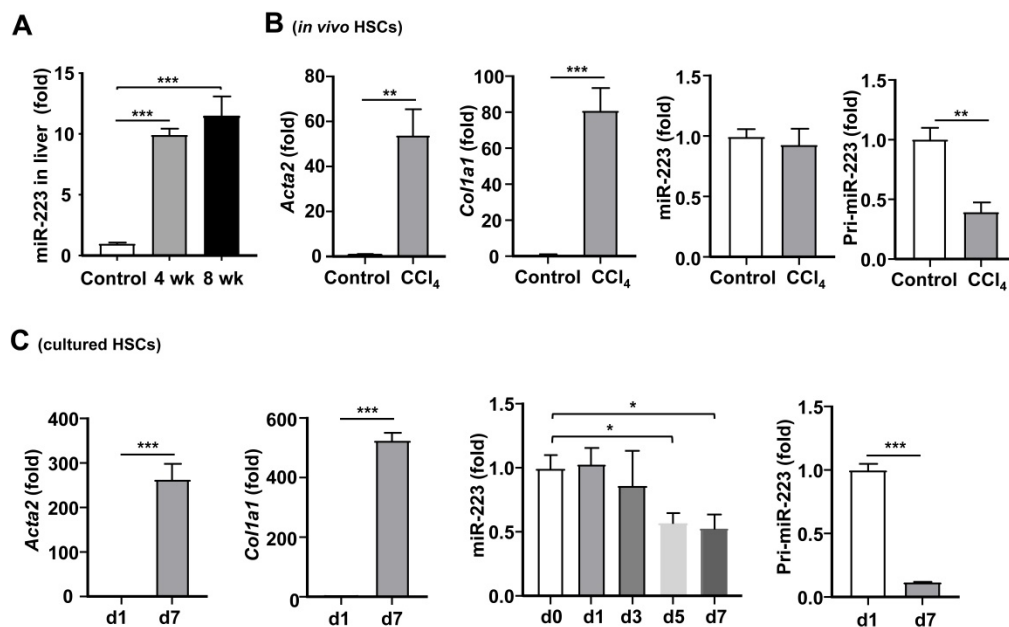 A
miR-223 in liver (fold)
15
10
5
0
***
***
Control 4 wk 8 wk
B (in vivo HSCs)
Acta2 (fold)
80
60
40
20
0
**
Control CCl4
Col1a1 (fold)
100
80
60
40
20
0
***
Control CCl4
miR-223 (fold)
1.5
1.0
0.5
0.0
Control CCl4
Pri-miR-223 (fold)
1.5
1.0
0.5
0.0
**
Control CCl4
C (cultured HSCs)
Acta2 (fold)
400
300
200
100
0
***
d1 d7
Col1a1 (fold)
600
400
200
0
***
d1 d7
miR-223 (fold)
1.5
1.0
0.5
0.0
*
*
d0 d1 d3 d5 d7
Pri-miR-223 (fold)
1.5
1.0
0.5
0.0
***
d1 d7